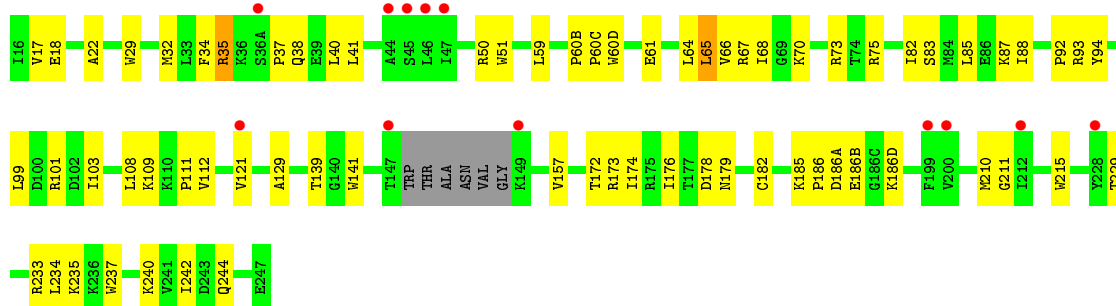 I16 V17 E18 A22 W29 M32 L33 F34 R35 K36 S36A P37 Q38 E39 L40 L41 A44 S45 L46 I47 R50 W51 L59 P60B P60C W60D E61 L64 L65 V66 R67 I68 G69 K70 R73 T74 R75 I82 S83 M84 L85 E86 K87 I88 P92 R93 Y94
L99 D100 R101 D102 I103 L108 K109 K110 P111 V112 V121 A129 T139 G140 W141 T147 TRP THR ALA ASN VAL GLY K149 V157 T172 R173 I174 R175 I176 T177 D178 N179 C182 K185 P186 D186A E186B G186C K186D F199 V200 M210 G211 I212 W215 Y228 T229
R233 L234 K235 K236 W237 K240 V241 I242 D243 Q244 E247